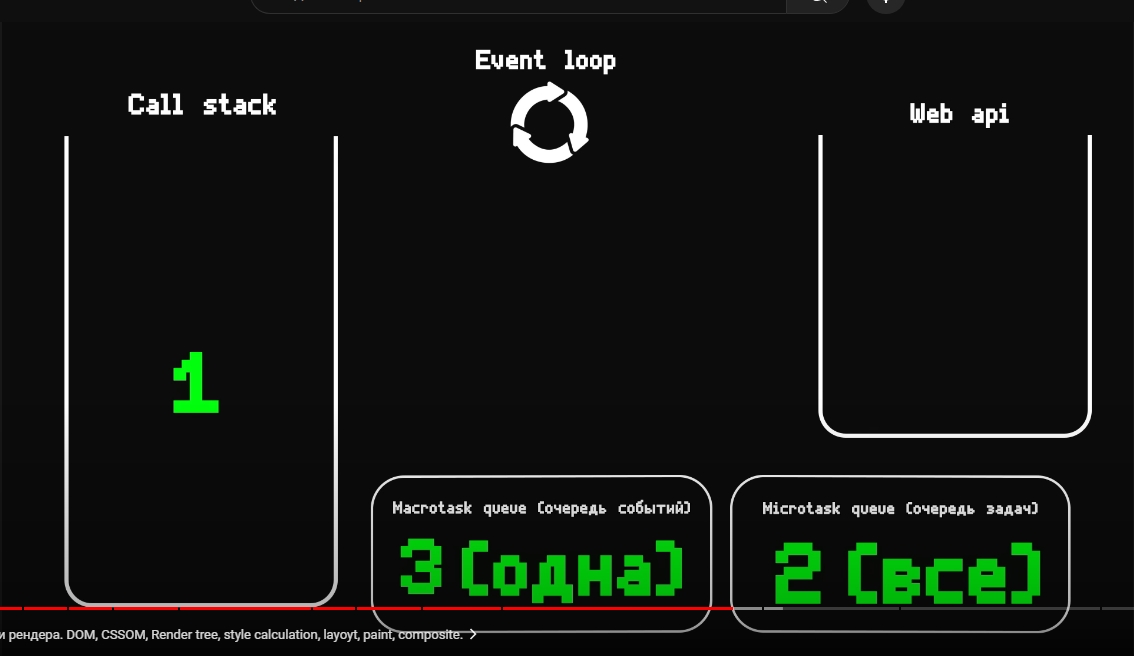 Event loop
Call stack
Web api
1
Macrotask queue (очередь событий)
3 (одна)
Microtask queue (очередь задач)
2 (все)
и рендера. DOM, CSSOM, Render tree, style calculation, layoyt, paint, composite.